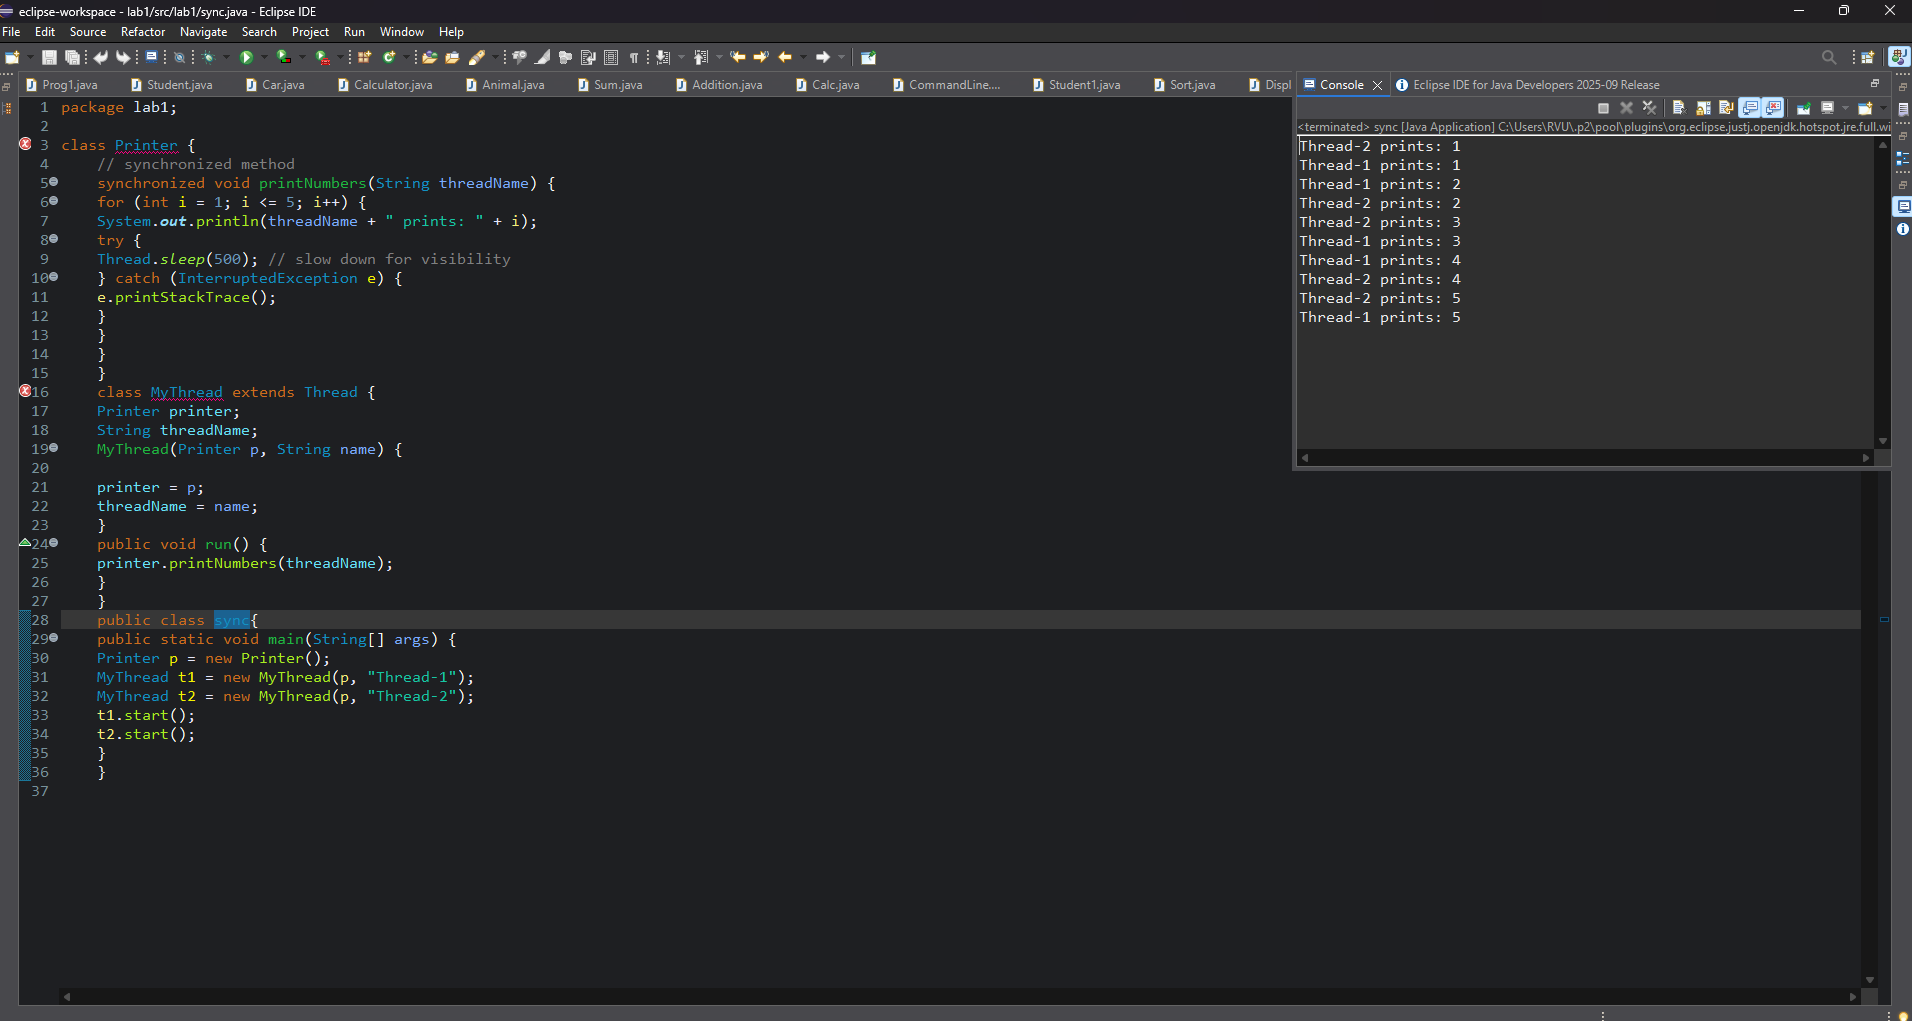 eclipse-workspace - lab1/src/lab1/sync.java - Eclipse IDE
File Edit Source Refactor Navigate Search Project Run Window Help
Prog1.java Student.java Car.java Calculator.java Animal.java Sum.java Addition.java Calc.java CommandLine.... Student1.java Sort.java Displ
Console Eclipse IDE for Java Developers 2025-09 Release
<terminated> sync [Java Application] C:\Users\RVU\.p2\pool\plugins\org.eclipse.justj.openjdk.hotspot.jre.full.wi
Thread-2 prints: 1
Thread-1 prints: 1
Thread-1 prints: 2
Thread-2 prints: 2
Thread-2 prints: 3
Thread-1 prints: 3
Thread-1 prints: 4
Thread-2 prints: 4
Thread-2 prints: 5
Thread-1 prints: 5
1 package lab1;
2
3 class Printer {
4 // synchronized method
5 synchronized void printNumbers(String threadName) {
6 for (int i = 1; i <= 5; i++) {
7 System.out.println(threadName + " prints: " + i);
8 try {
9 Thread.sleep(500); // slow down for visibility
10 } catch (InterruptedException e) {
11 e.printStackTrace();
12 }
13 }
14 }
15 }
16 class MyThread extends Thread {
17 Printer printer;
18 String threadName;
19 MyThread(Printer p, String name) {
20
21 printer = p;
22 threadName = name;
23 }
24 public void run() {
25 printer.printNumbers(threadName);
26 }
27 }
28 public class sync{
29 public static void main(String[] args) {
30 Printer p = new Printer();
31 MyThread t1 = new MyThread(p, "Thread-1");
32 MyThread t2 = new MyThread(p, "Thread-2");
33 t1.start();
34 t2.start();
35 }
36 }
37